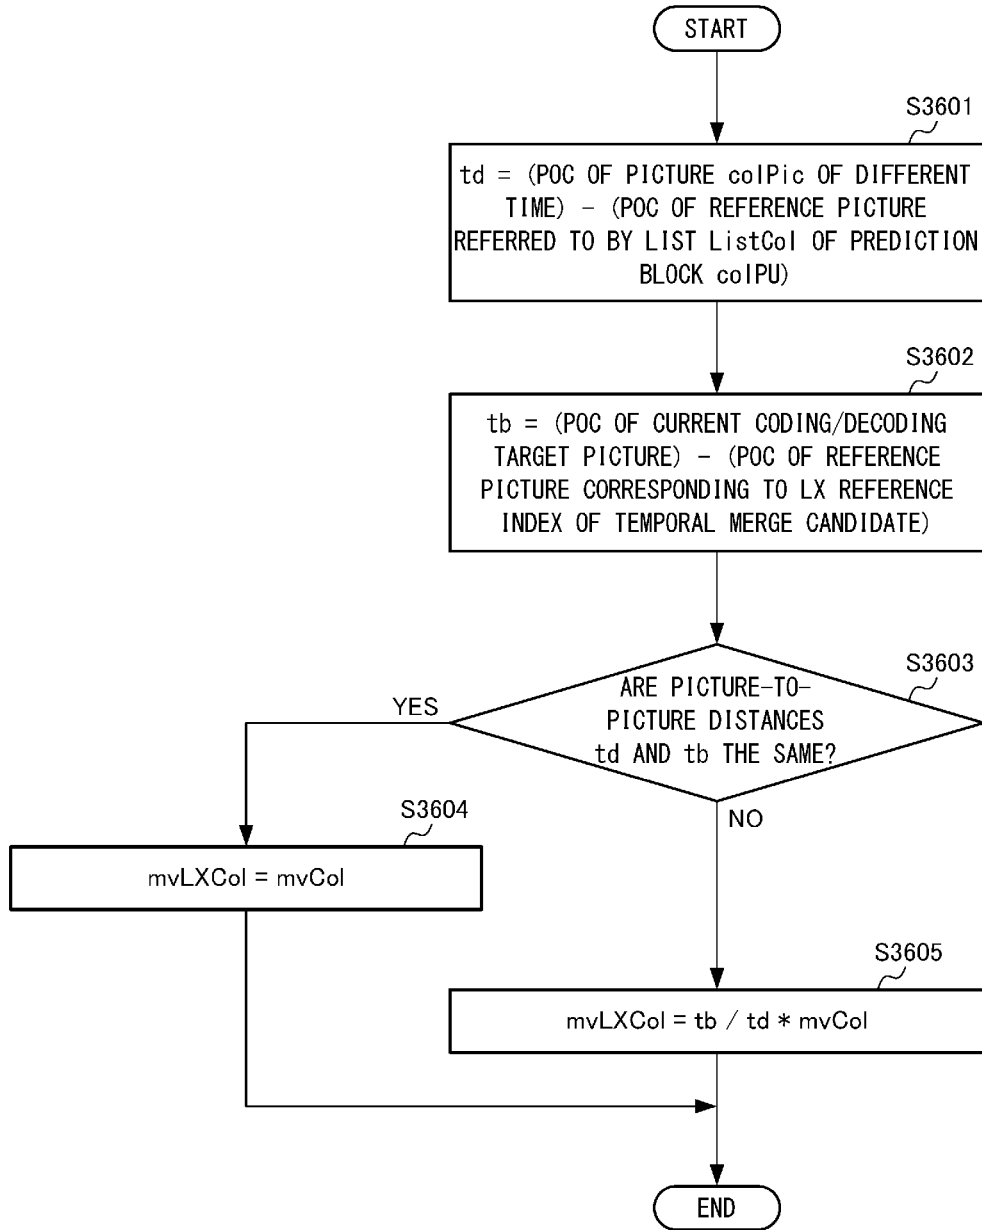 START
S3601
td = (POC OF PICTURE colPic OF DIFFERENT
TIME) - (POC OF REFERENCE PICTURE
REFERRED TO BY LIST ListCol OF PREDICTION
BLOCK colPU)
S3602
tb = (POC OF CURRENT CODING/DECODING
TARGET PICTURE) - (POC OF REFERENCE
PICTURE CORRESPONDING TO LX REFERENCE
INDEX OF TEMPORAL MERGE CANDIDATE)
S3603
ARE PICTURE-TO-
PICTURE DISTANCES
td AND tb THE SAME?
YES
NO
S3604
mvLXCol = mvCol
S3605
mvLXCol = tb / td * mvCol
END